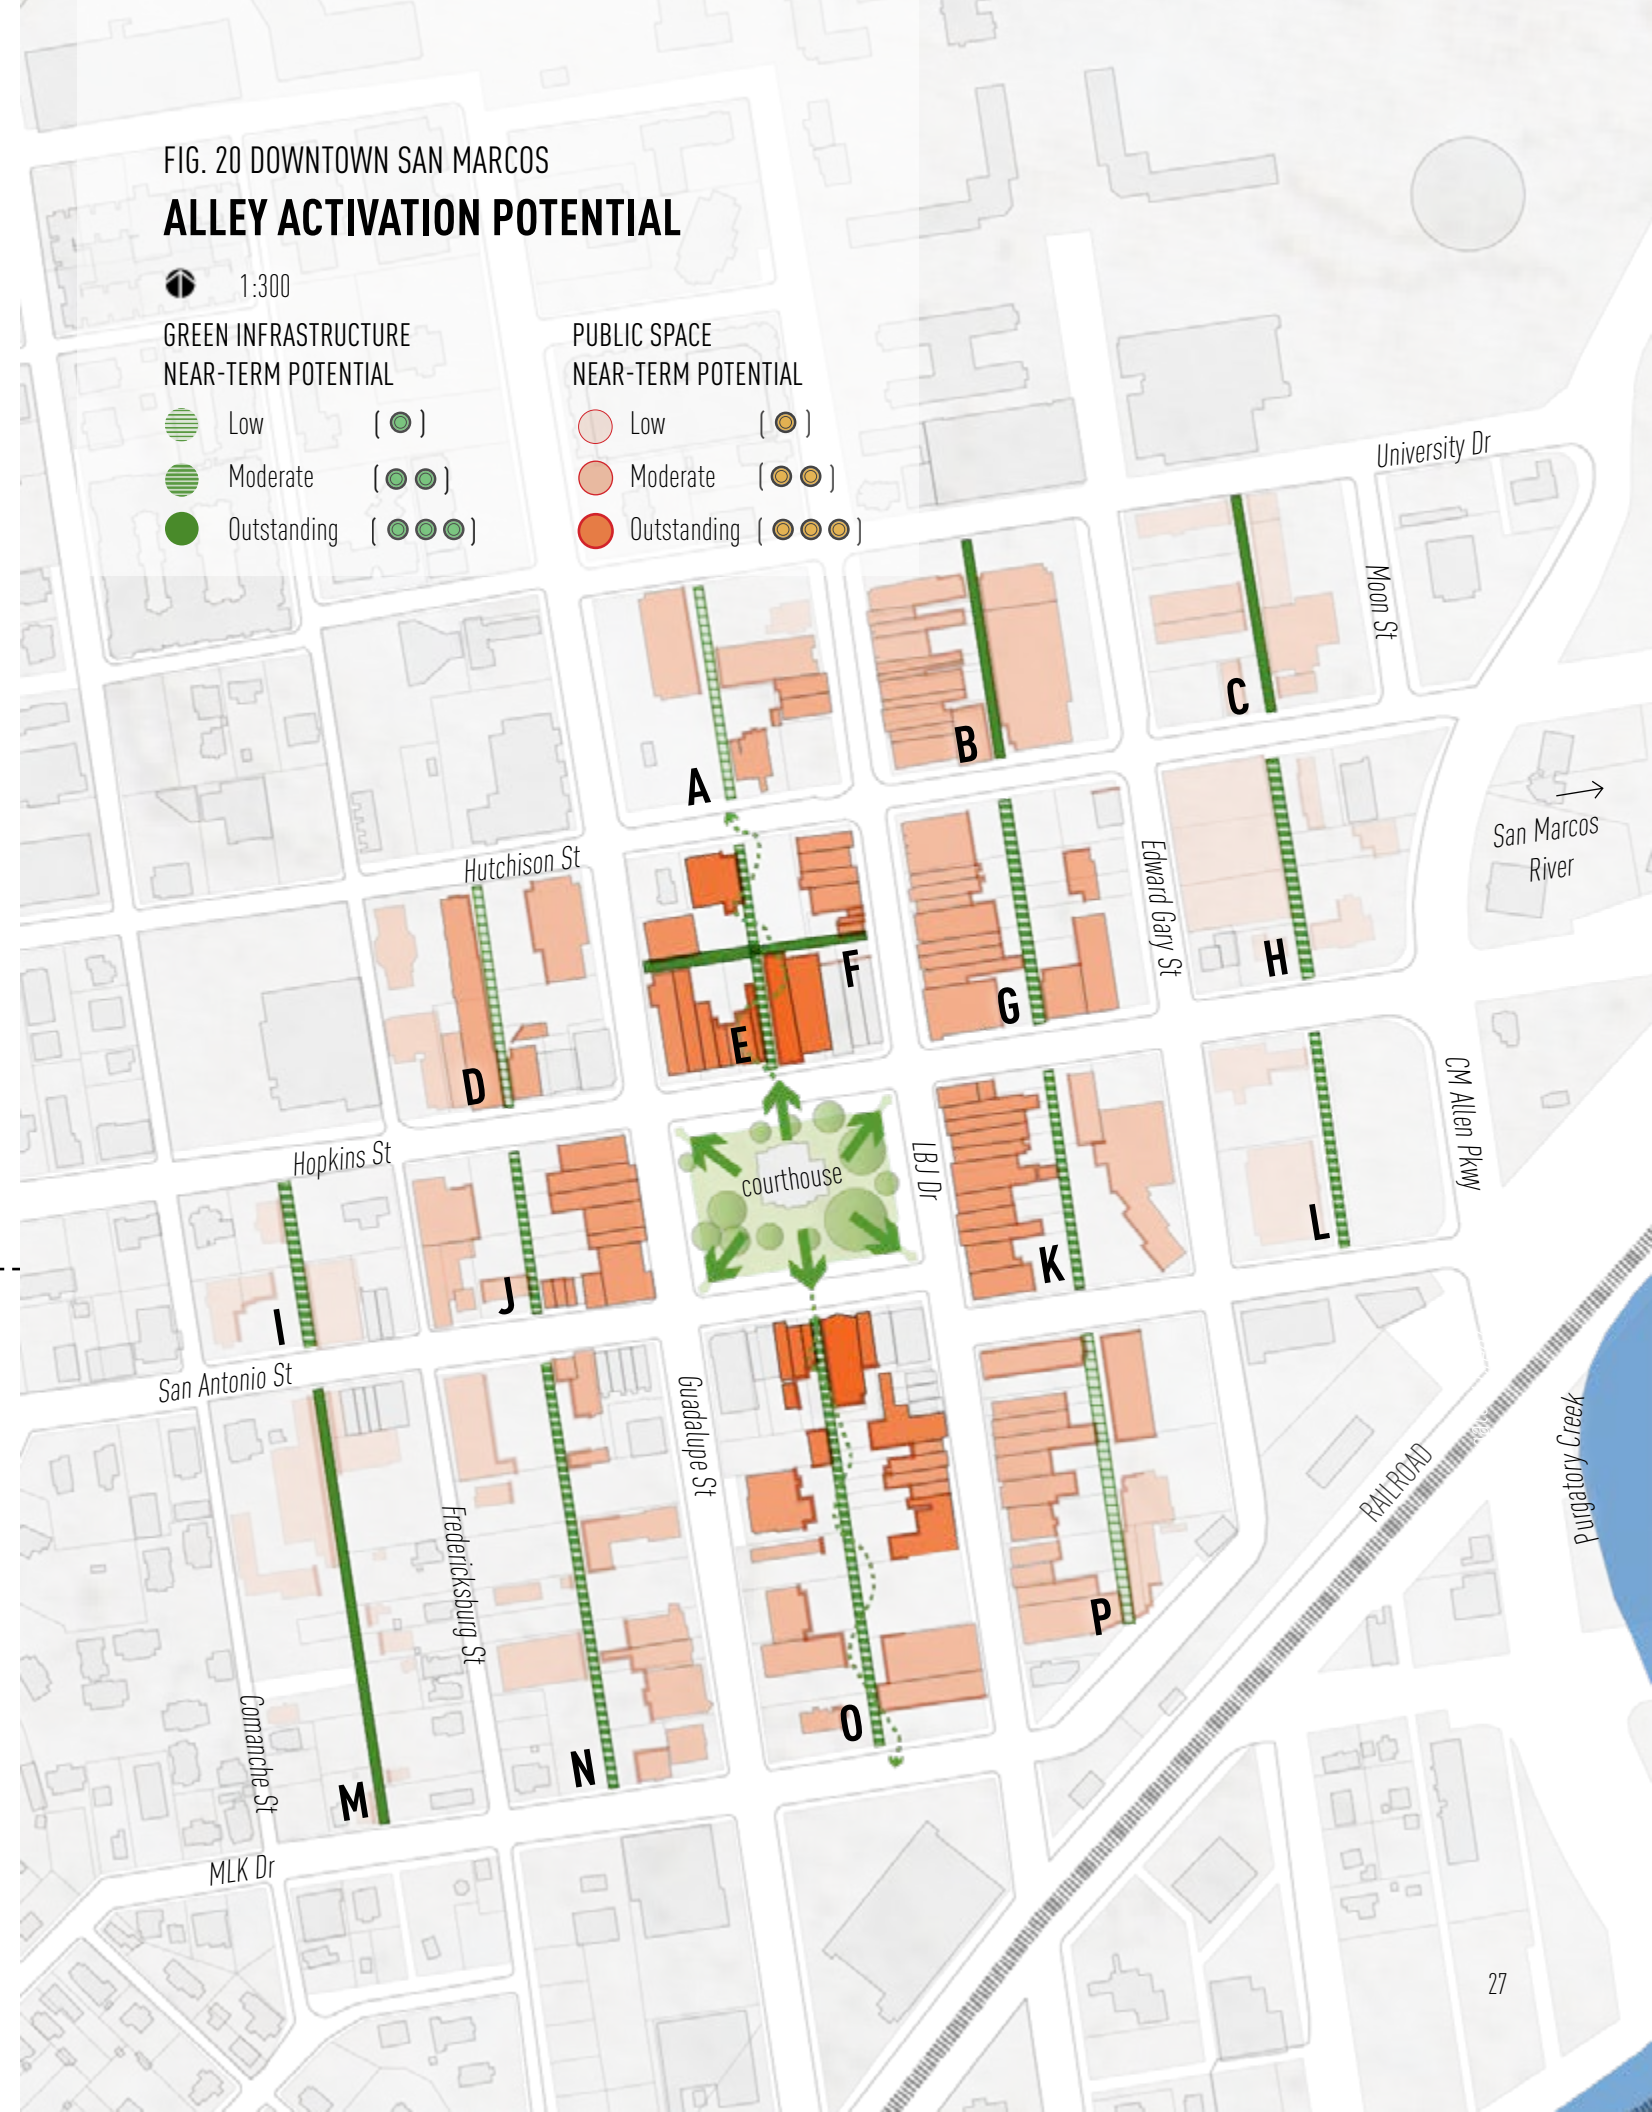 FIG. 20 DOWNTOWN SAN MARCOS
ALLEY ACTIVATION POTENTIAL
1:300
GREEN INFRASTRUCTURE
NEAR-TERM POTENTIAL
Low
Moderate
Outstanding
PUBLIC SPACE
NEAR-TERM POTENTIAL
Low
Moderate
Outstanding
University Dr
Moon St
C
B
A
San Marcos
River
Hutchison St
Edward Gary St
F
H
G
E
D
CM Allen Pkwy
Hopkins St
LBJ Dr
courthouse
L
K
J
I
San Antonio St
Guadalupe St
Purgatory Creek
RAILROAD
Fredericksburg St
P
O
Comanche St
N
M
MLK Dr
27